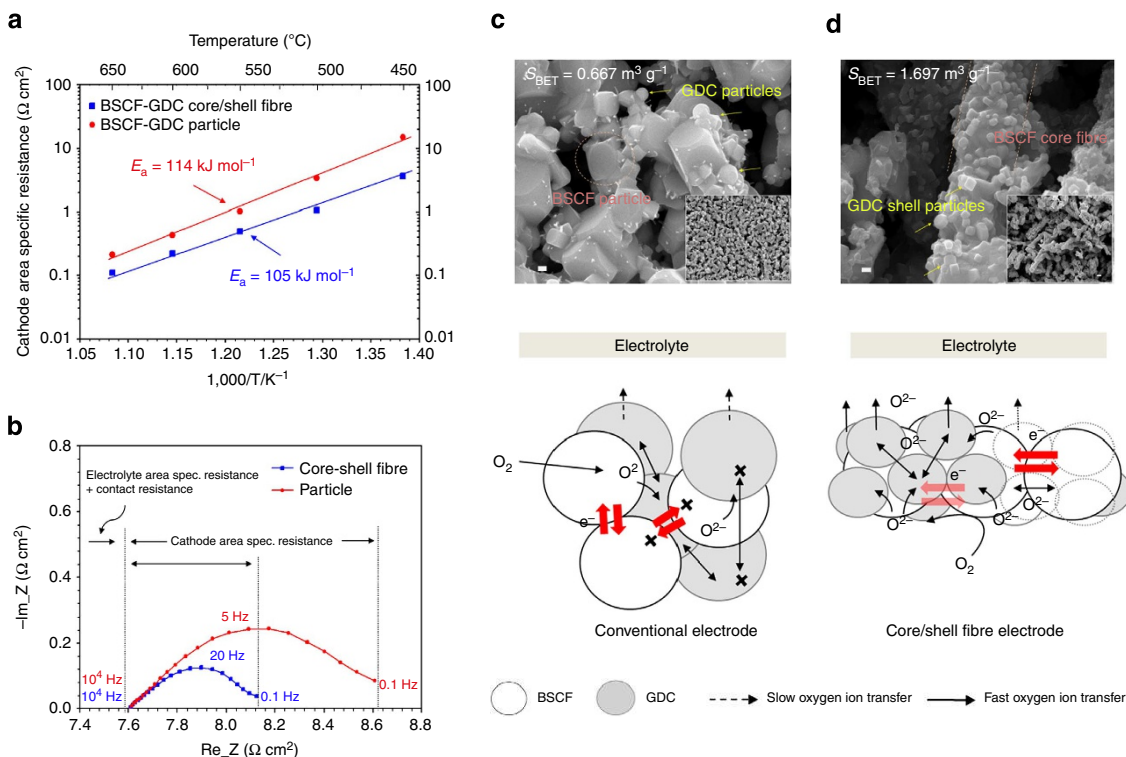 a
Temperature (°C)
650 600 550 500 450
100 10 1 0.1 0.01
Cathode area specific resistance (Ω cm²)
BSCF-GDC core/shell fibre
BSCF-GDC particle
Eₐ = 114 kJ mol⁻¹
Eₐ = 105 kJ mol⁻¹
100 10 1 0.1 0.01
1.05 1.10 1.15 1.20 1.25 1.30 1.35 1.40
1,000/T/K⁻¹
b
0.8 0.6 0.4 0.2 0.0
–Im_Z (Ω cm²)
Electrolyte area spec. resistance
+ contact resistance
Core-shell fibre
Particle
Cathode area spec. resistance
5 Hz
20 Hz
10⁴ Hz
10⁴ Hz
0.1 Hz
0.1 Hz
7.4 7.6 7.8 8.0 8.2 8.4 8.6 8.8
Re_Z (Ω cm²)
c
S_BET = 0.667 m³ g⁻¹
GDC particles
BSCF particle
Electrolyte
O₂
O²
e⁻
O²⁻
Conventional electrode
d
S_BET = 1.697 m³ g⁻¹
BSCF core fibre
GDC shell particles
Electrolyte
O²⁻
O²⁻
O²⁻
e⁻
e⁻
O²⁻
O²⁻
O²⁻
O₂
Core/shell fibre electrode
BSCF
GDC
Slow oxygen ion transfer
Fast oxygen ion transfer